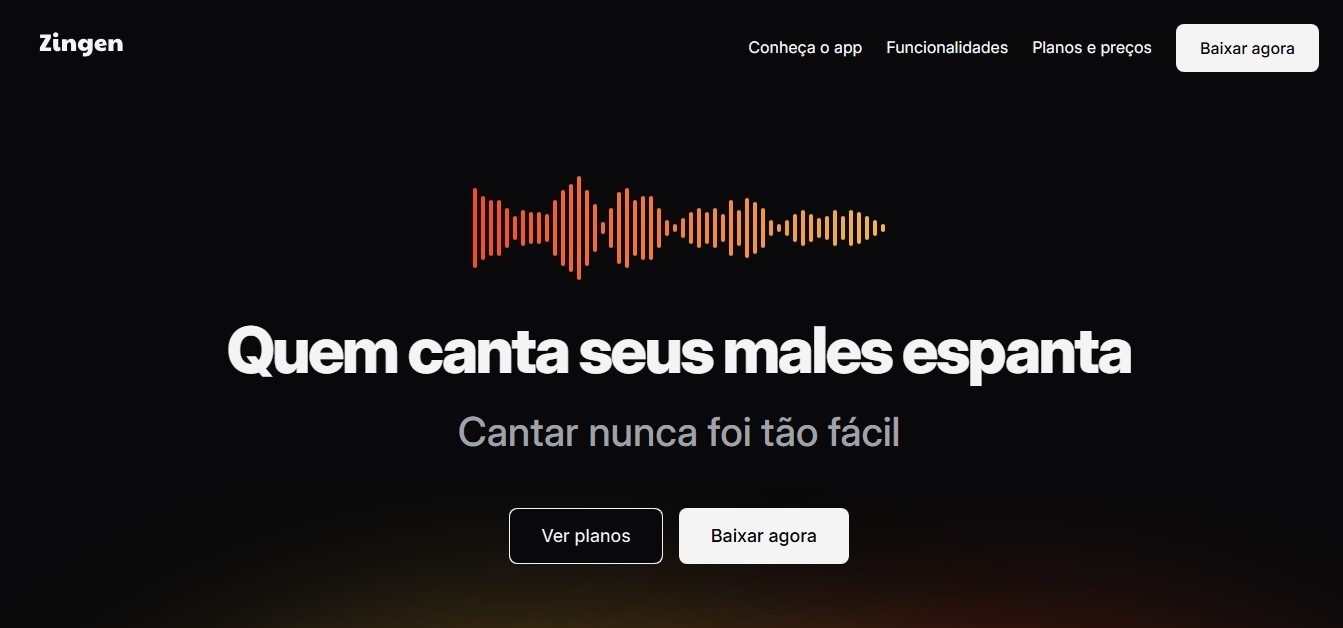 Zingen
Conheça o app
Funcionalidades
Planos e preços
Baixar agora
Quem canta seus males espanta
Cantar nunca foi tão fácil
Ver planos
Baixar agora